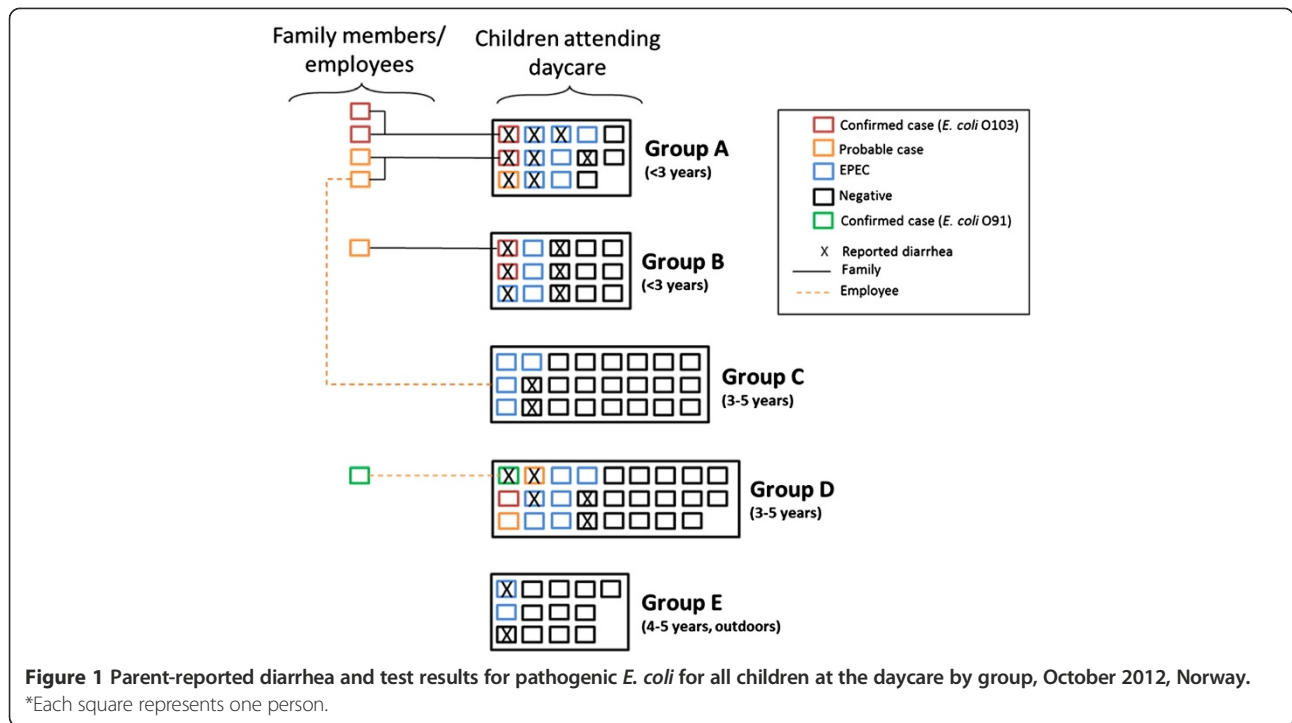 Family members/
employees
Children attending
daycare
Group A
(<3 years)
Group B
(<3 years)
Group C
(3-5 years)
Group D
(3-5 years)
Group E
(4-5 years, outdoors)
Confirmed case (E. coli O103)
Probable case
EPEC
Negative
Confirmed case (E. coli O91)
X Reported diarrhea
Family
Employee
Figure 1 Parent-reported diarrhea and test results for pathogenic E. coli for all children at the daycare by group, October 2012, Norway.
*Each square represents one person.